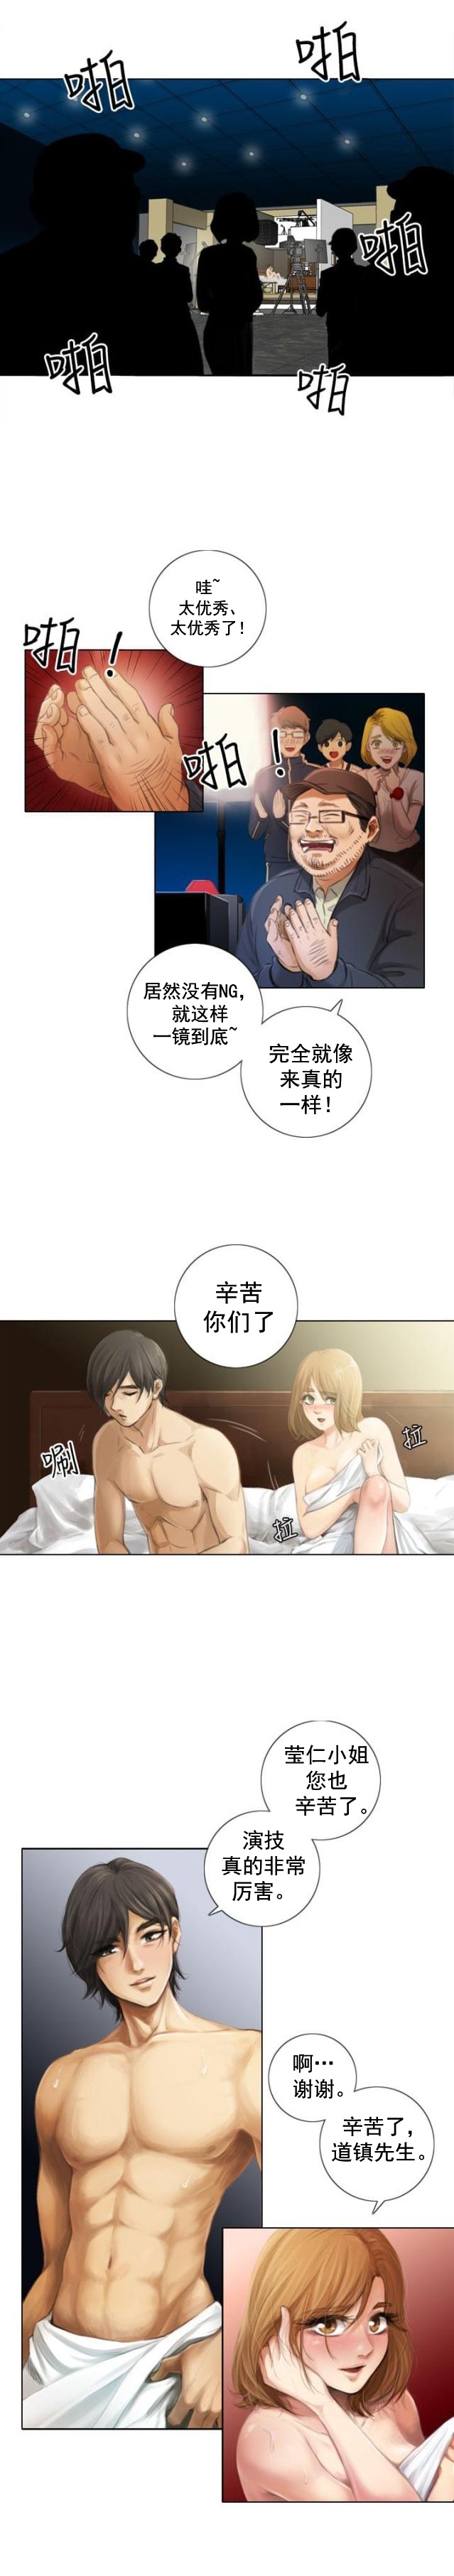 啪
啪
啪
啪
啪
哇~
太优秀、
太优秀了!
啪!
啪!
居然没有NG,
就这样
一镜到底~
完全就像
来真的
一样!
辛苦
你们了
唰
拉
拉
莹仁小姐
您也
辛苦了。
演技
真的非常
厉害。
啊…
谢谢。
辛苦了,
道镇先生。